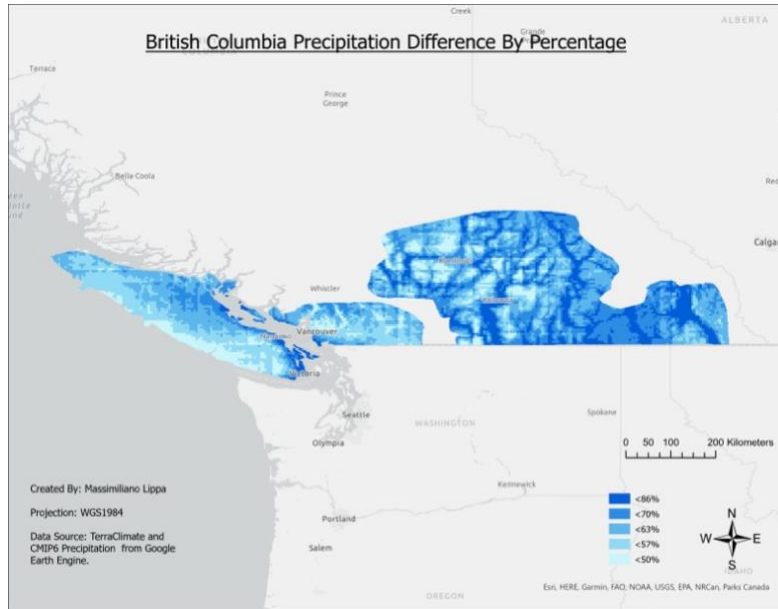 Creek
ALBERTA
British Columbia Precipitation Difference By Percentage
Grande
Terrace
Prince
George
Bella Coola
Calga
Whistler
Vancouver
Seattle
WASHINGTON
Spokane
Olympia
0 50 100 200 Kilometers
Kennewick
Created By: Massimiliano Lippa
Projection: WGS1984
Data Source: TerraClimate and
CMIP6 Precipitation from Google
Earth Engine.
Portland
Salem
<86%
<70%
<63%
<57%
<50%
N
W E
S
IDAHO
OREGON
Esri, HERE, Garmin, FAO, NOAA, USGS, EPA, NRCan, Parks Canada